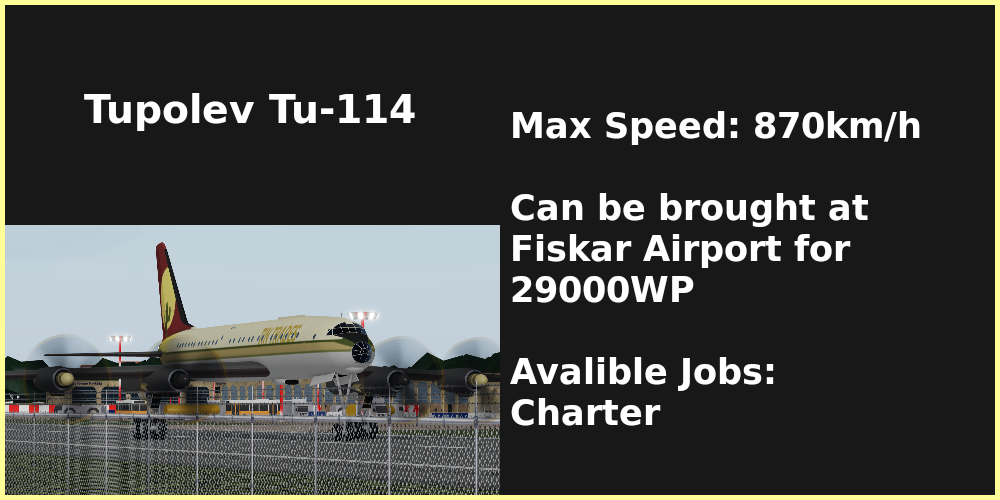 Tupolev Tu-114
Max Speed: 870km/h
Can be brought at
Fiskar Airport for
29000WP
Avalible Jobs:
Charter